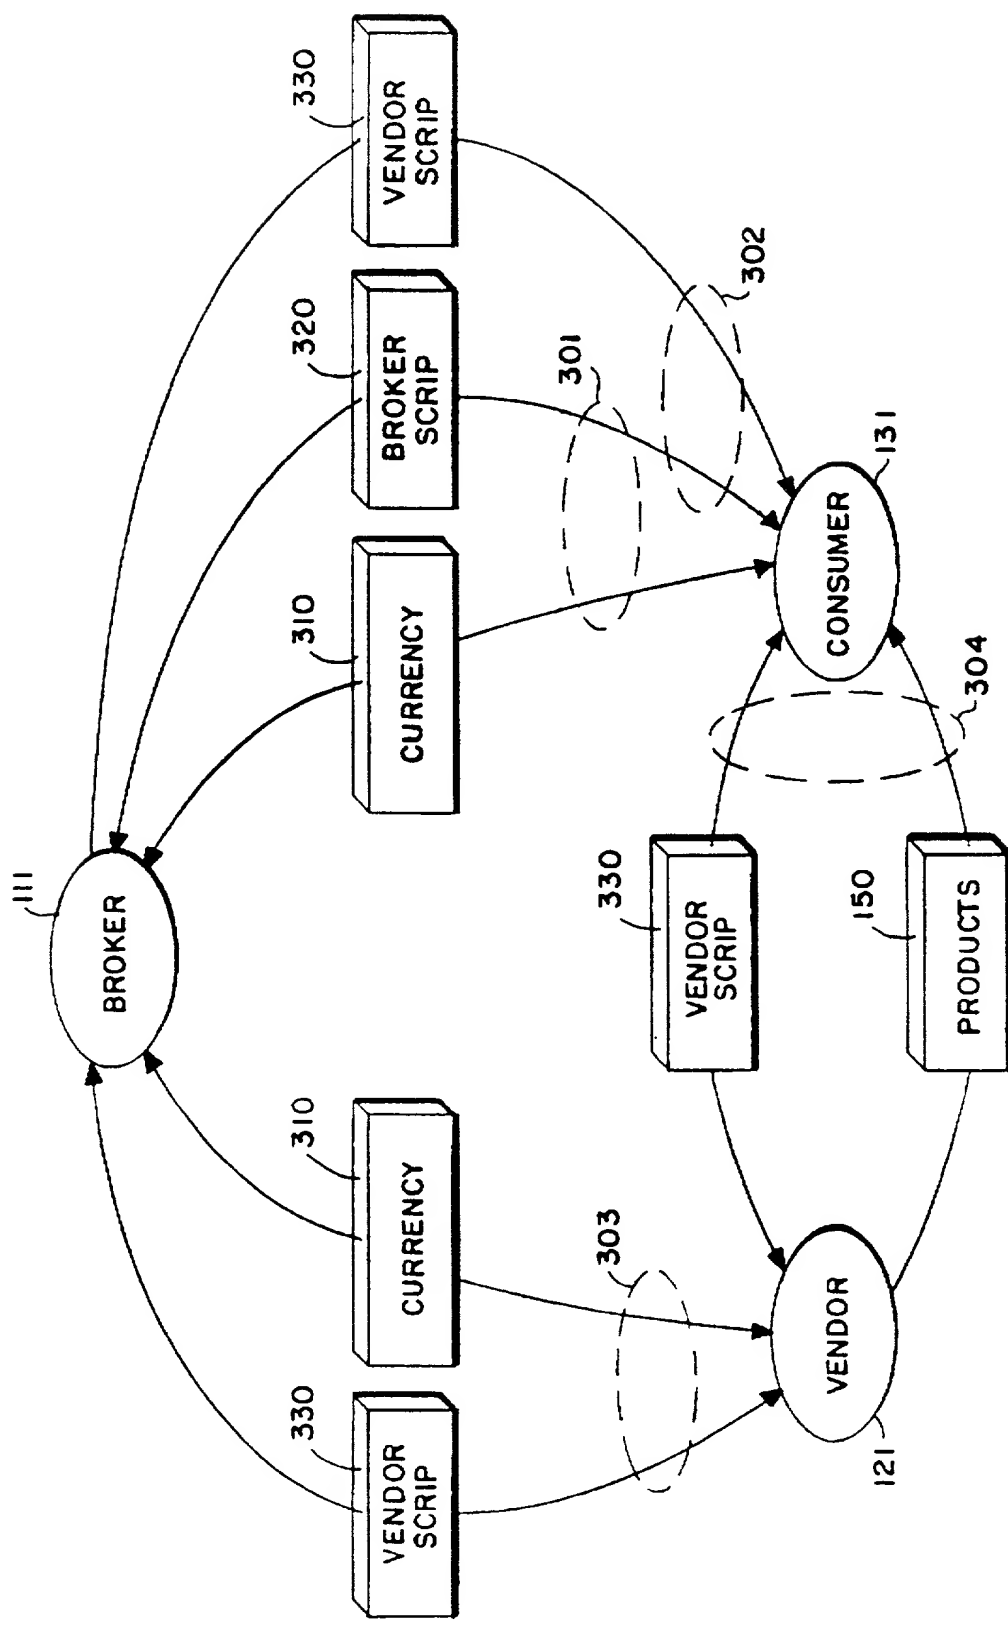 111
BROKER
330
VENDOR
SCRIP
310
CURRENCY
310
CURRENCY
320
BROKER
SCRIP
330
VENDOR
SCRIP
303
301
302
330
VENDOR
SCRIP
121
VENDOR
CONSUMER
131
304
150
PRODUCTS